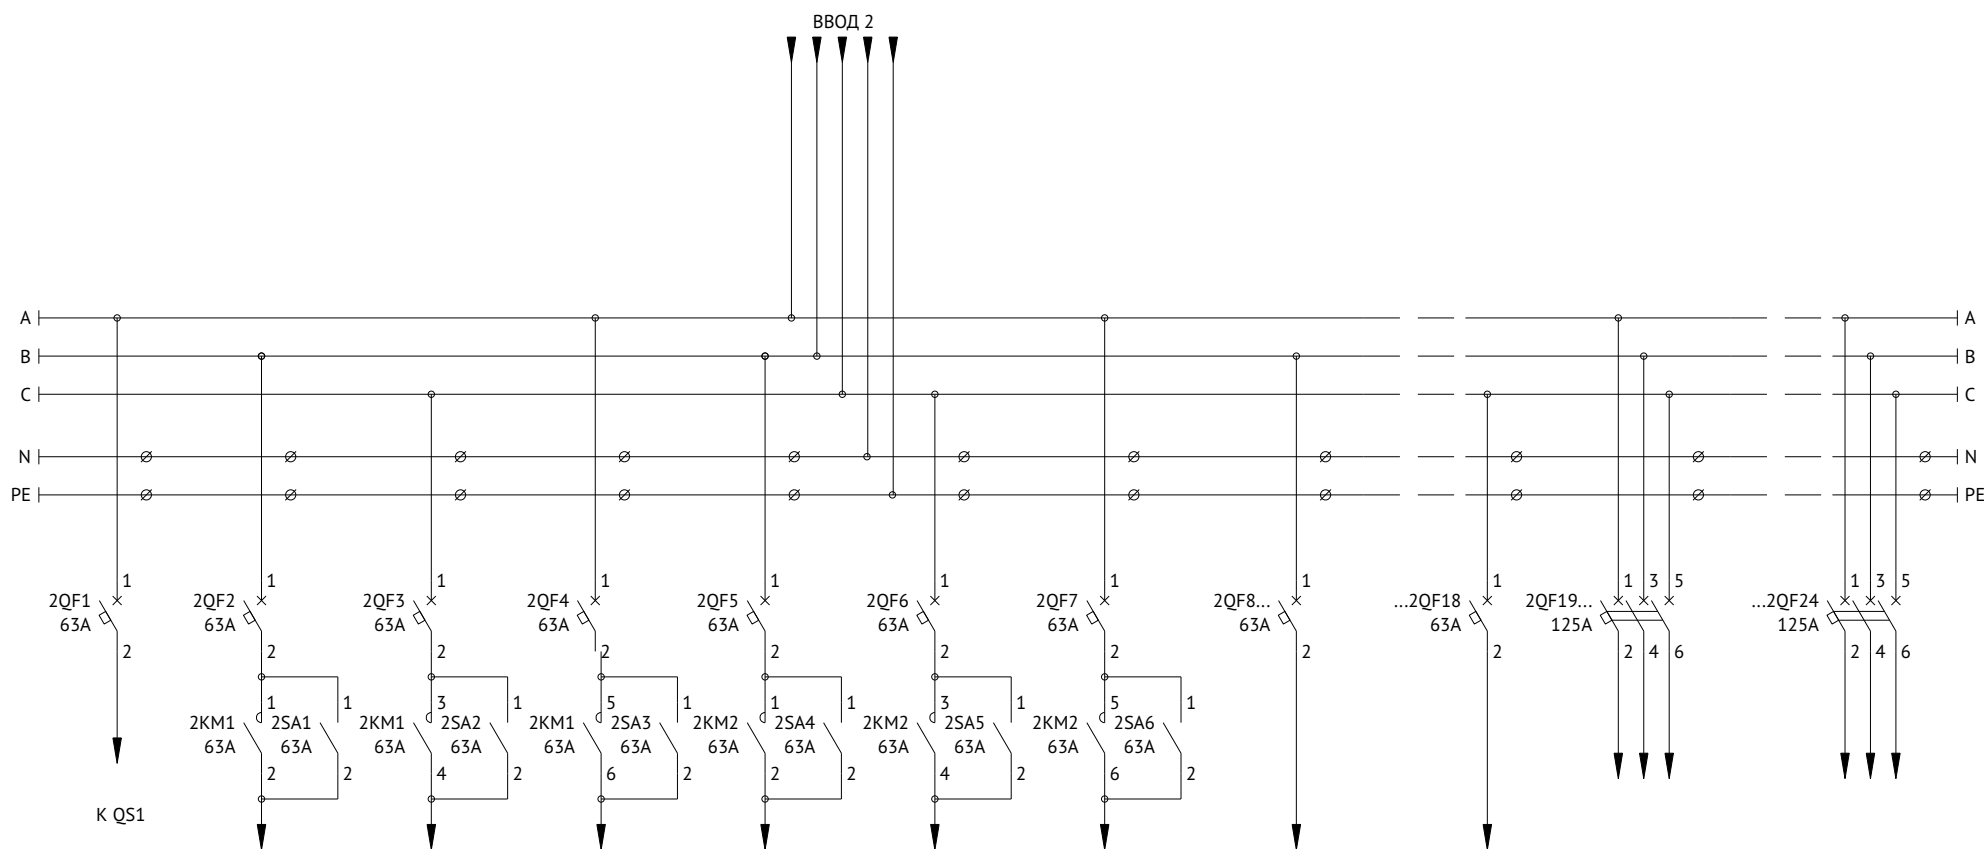 ВВОД 2
A A
B B
C C
N N
PE PE
1 1 1 1 1 1 1 1 1 1 3 5 1 3 5
2QF1 2QF2 2QF3 2QF4 2QF5 2QF6 2QF7 2QF8... ...2QF18 2QF19... ...2QF24
63A 63A 63A 63A 63A 63A 63A 63A 63A 125A 125A
2 2 2 2 2 2 2 2 2 2 4 6 2 4 6
1 1 3 1 5 1 1 1 3 1 5 1
2KM1 2SA1 2KM1 2SA2 2KM1 2SA3 2KM2 2SA4 2KM2 2SA5 2KM2 2SA6
63A 63A 63A 63A 63A 63A 63A 63A 63A 63A 63A 63A
2 2 4 2 6 2 2 2 4 2 6 2
К QS1